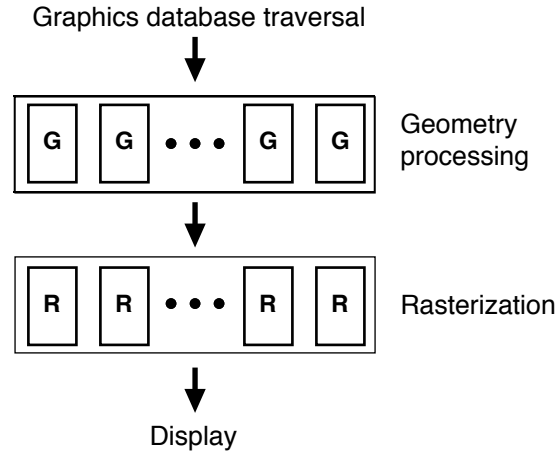 Graphics database traversal
G G G G
Geometry
processing
R R R R
Rasterization
Display